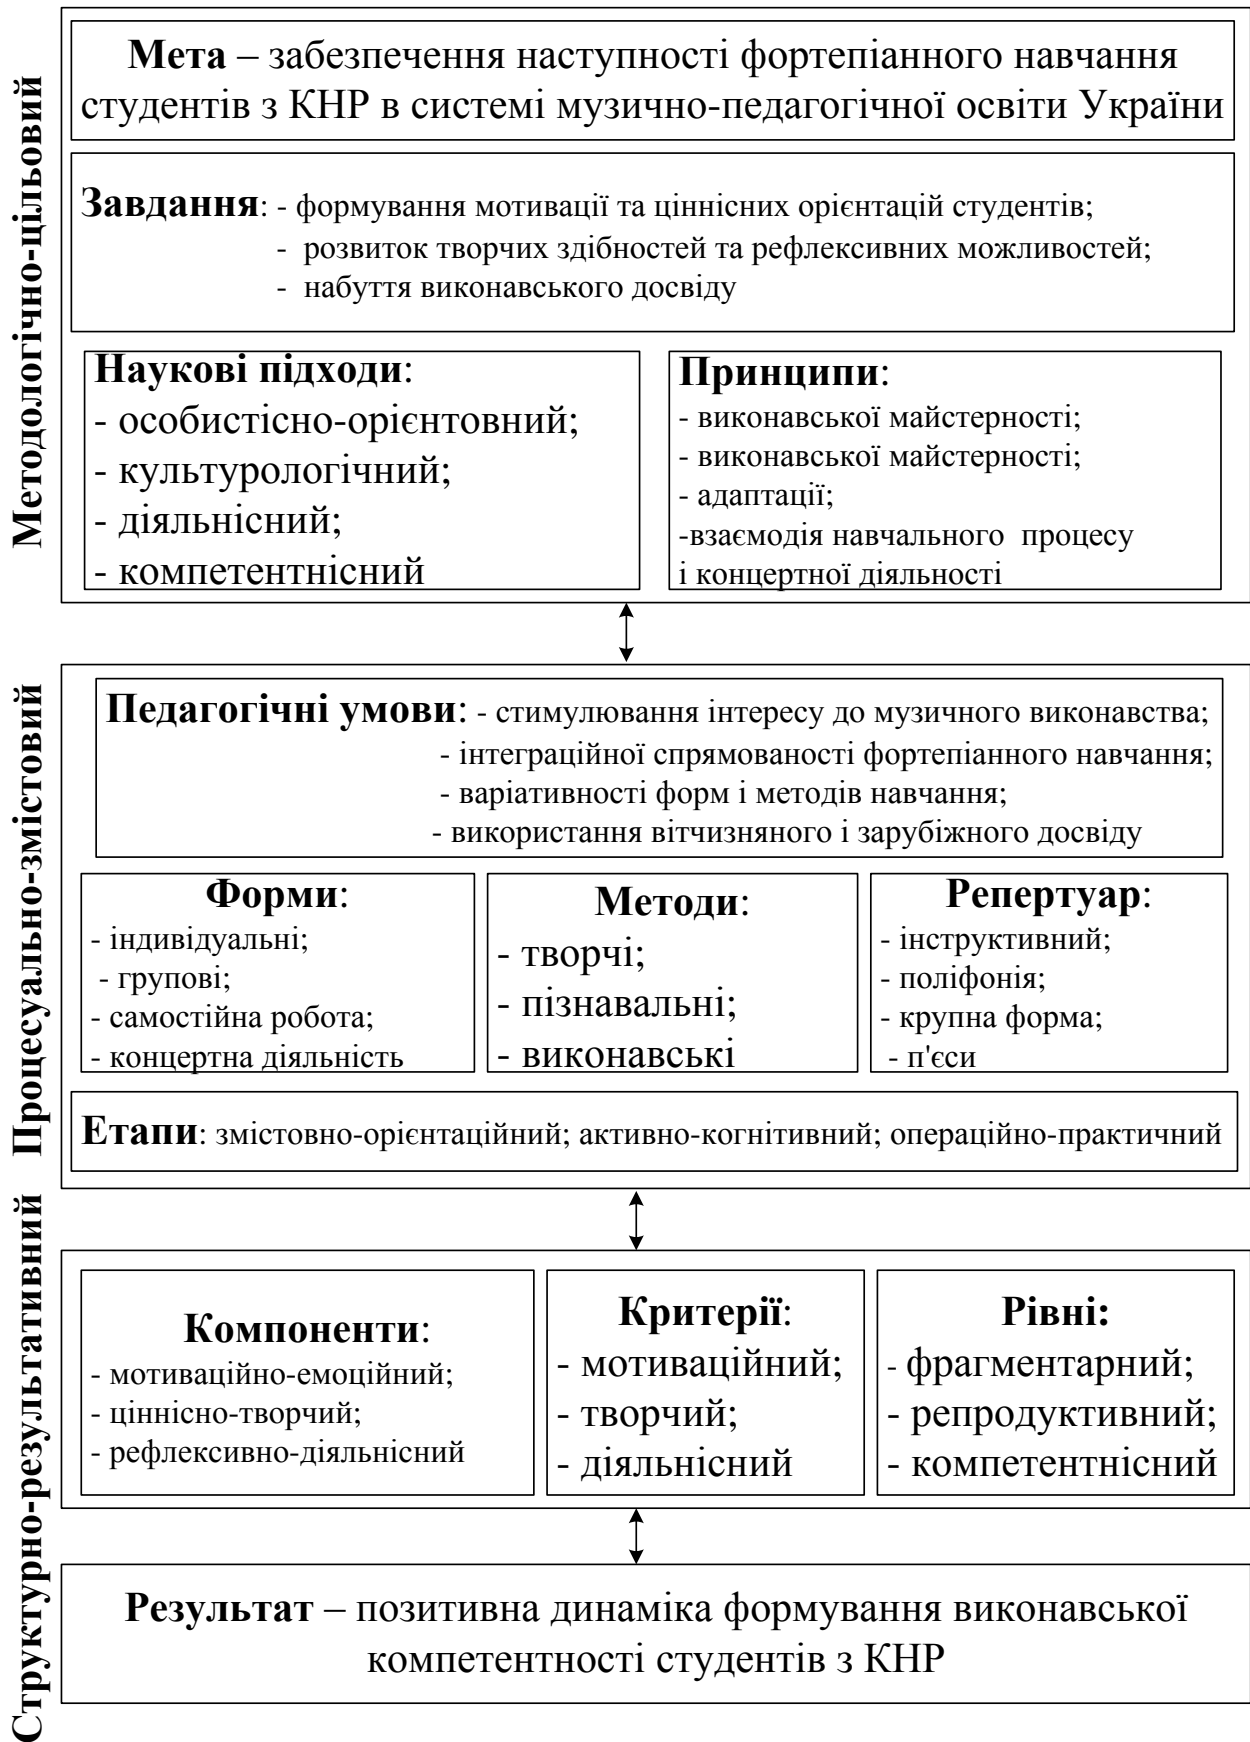 Методологічно-цільовий
Мета – забезпечення наступності фортепіанного навчання
студентів з КНР в системі музично-педагогічної освіти України
Завдання: - формування мотивації та ціннісних орієнтацій студентів;
- розвиток творчих здібностей та рефлексивних можливостей;
- набуття виконавського досвіду
Наукові підходи:
- особистісно-орієнтовний;
- культурологічний;
- діяльнісний;
- компетентнісний
Принципи:
- виконавської майстерності;
- виконавської майстерності;
- адаптації;
-взаємодія навчального процесу
і концертної діяльності
Процесуально-змістовий
Педагогічні умови: - стимулювання інтересу до музичного виконавства;
- інтеграційної спрямованості фортепіанного навчання;
- варіативності форм і методів навчання;
- використання вітчизняного і зарубіжного досвіду
Форми:
- індивідуальні;
- групові;
- самостійна робота;
- концертна діяльність
Методи:
- творчі;
- пізнавальні;
- виконавські
Репертуар:
- інструктивний;
- поліфонія;
- крупна форма;
- п'єси
Етапи: змістовно-орієнтаційний; активно-когнітивний; операційно-практичний
Структурно-результативний
Компоненти:
- мотиваційно-емоційний;
- ціннісно-творчий;
- рефлексивно-діяльнісний
Критерії:
- мотиваційний;
- творчий;
- діяльнісний
Рівні:
- фрагментарний;
- репродуктивний;
- компетентнісний
Результат – позитивна динаміка формування виконавської
компетентності студентів з КНР